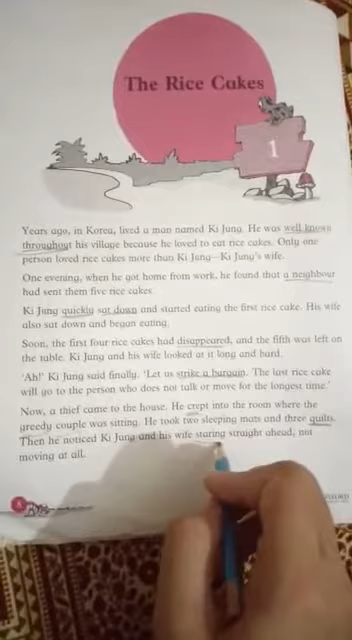 The Rice Cakes
1
Years ago, in Korea, lived a man named Ki Jung. He was well known
throughout his village because he loved to eat rice cakes. Only one
person loved rice cakes more than Ki Jung—Ki Jung's wife.
One evening, when he got home from work, he found that a neighbour
had sent them five rice cakes.
Ki Jung quickly sat down and started eating the first rice cake. His wife
also sat down and began eating.
Soon, the first four rice cakes had disappeared, and the fifth was left on
the table. Ki Jung and his wife looked at it long and hard.
'Ah!' Ki Jung said finally. 'Let us strike a bargain. The last rice cake
will go to the person who does not talk or move for the longest time.'
Now, a thief came to the house. He crept into the room where the
greedy couple was sitting. He took two sleeping mats and three quilts.
Then he noticed Ki Jung and his wife staring straight ahead, not
moving at all.